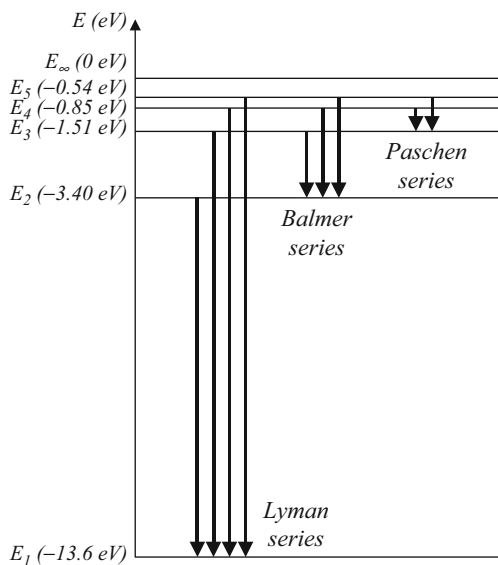 E (eV)
E∞ (0 eV)
E5 (−0.54 eV)
E4 (−0.85 eV)
E3 (−1.51 eV)
Paschen
series
E2 (−3.40 eV)
Balmer
series
Lyman
series
E1 (−13.6 eV)